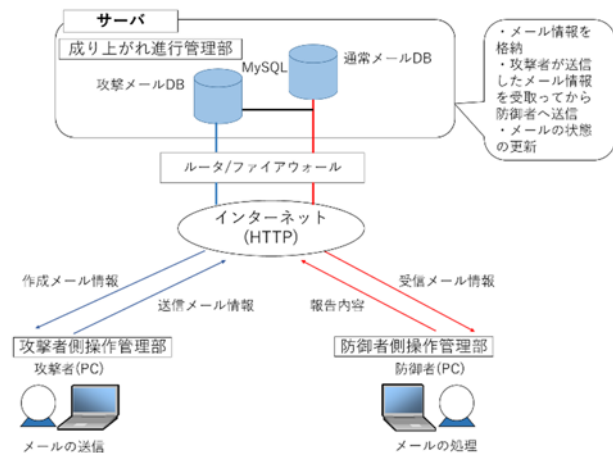 サーバ
成り上がれ進行管理部
MySQL
通常メールDB
攻撃メールDB
・メール情報を
格納
・攻撃者が送信
したメール情報
を受取ってから
防御者へ送信
・メールの状態
の更新
ルータ/ファイアウォール
インターネット
(HTTP)
作成メール情報
送信メール情報
報告内容
受信メール情報
攻撃者側操作管理部
攻撃者(PC)
メールの送信
防御者側操作管理部
防御者(PC)
メールの処理